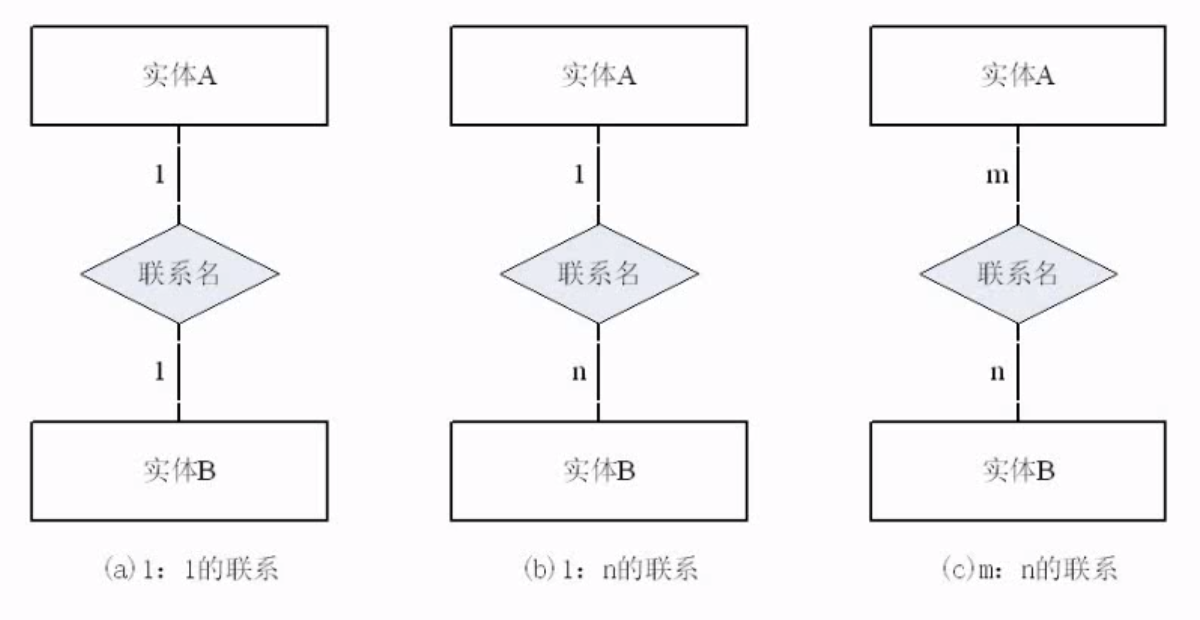 实体A 实体A 实体A
1 1 m
联系名 联系名 联系名
1 n n
实体B 实体B 实体B
(a)1：1的联系 (b)1：n的联系 (c)m：n的联系